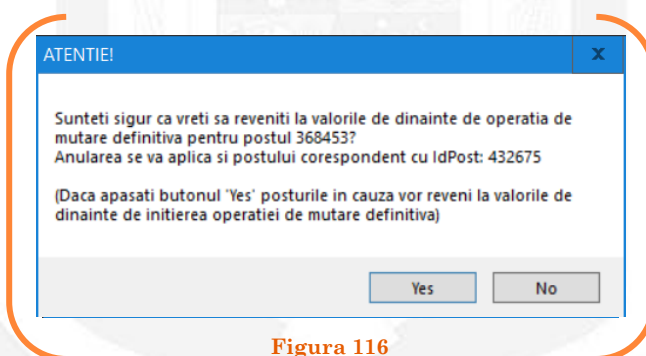 ATENTIE!
x
Sunteti sigur ca vreti sa reveniti la valorile de dinainte de operatia de
mutare definitiva pentru postul 368453?
Anularea se va aplica si postului corespondent cu IdPost: 432675
(Daca apasati butonul 'Yes' posturile in cauza vor reveni la valorile de
dinainte de initierea operatiei de mutare definitiva)
Yes No
Figura 116